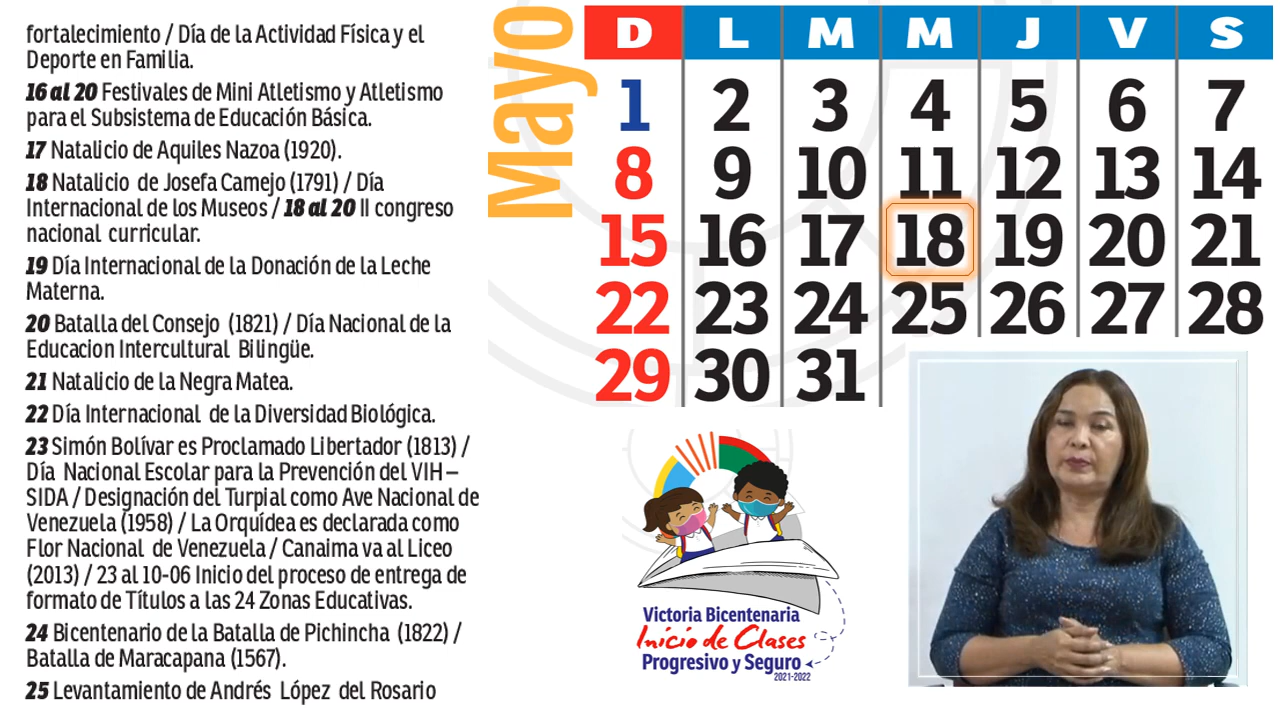 fortalecimiento / Día de la Actividad Física y el
Deporte en Familia.
16 al 20 Festivales de Mini Atletismo y Atletismo
para el Subsistema de Educación Básica.
17 Natalicio de Aquiles Nazoa (1920).
18 Natalicio de Josefa Camejo (1791) / Día
Internacional de los Museos / 18 al 20 II congreso
nacional curricular.
19 Día Internacional de la Donación de la Leche
Materna.
20 Batalla del Consejo (1821) / Día Nacional de la
Educacion Intercultural Bilingüe.
21 Natalicio de la Negra Matea.
22 Día Internacional de la Diversidad Biológica.
23 Simón Bolívar es Proclamado Libertador (1813) /
Día Nacional Escolar para la Prevención del VIH –
SIDA / Designación del Turpial como Ave Nacional de
Venezuela (1958) / La Orquídea es declarada como
Flor Nacional de Venezuela / Canaima va al Liceo
(2013) / 23 al 10-06 Inicio del proceso de entrega de
formato de Títulos a las 24 Zonas Educativas.
24 Bicentenario de la Batalla de Pichincha (1822) /
Batalla de Maracapana (1567).
25 Levantamiento de Andrés López del Rosario
Mayo
D L M M J V S
1 2 3 4 5 6 7
8 9 10 11 12 13 14
15 16 17 18 19 20 21
22 23 24 25 26 27 28
29 30 31
Victoria Bicentenaria
Inicio de Clases
Progresivo y Seguro
2021-2022